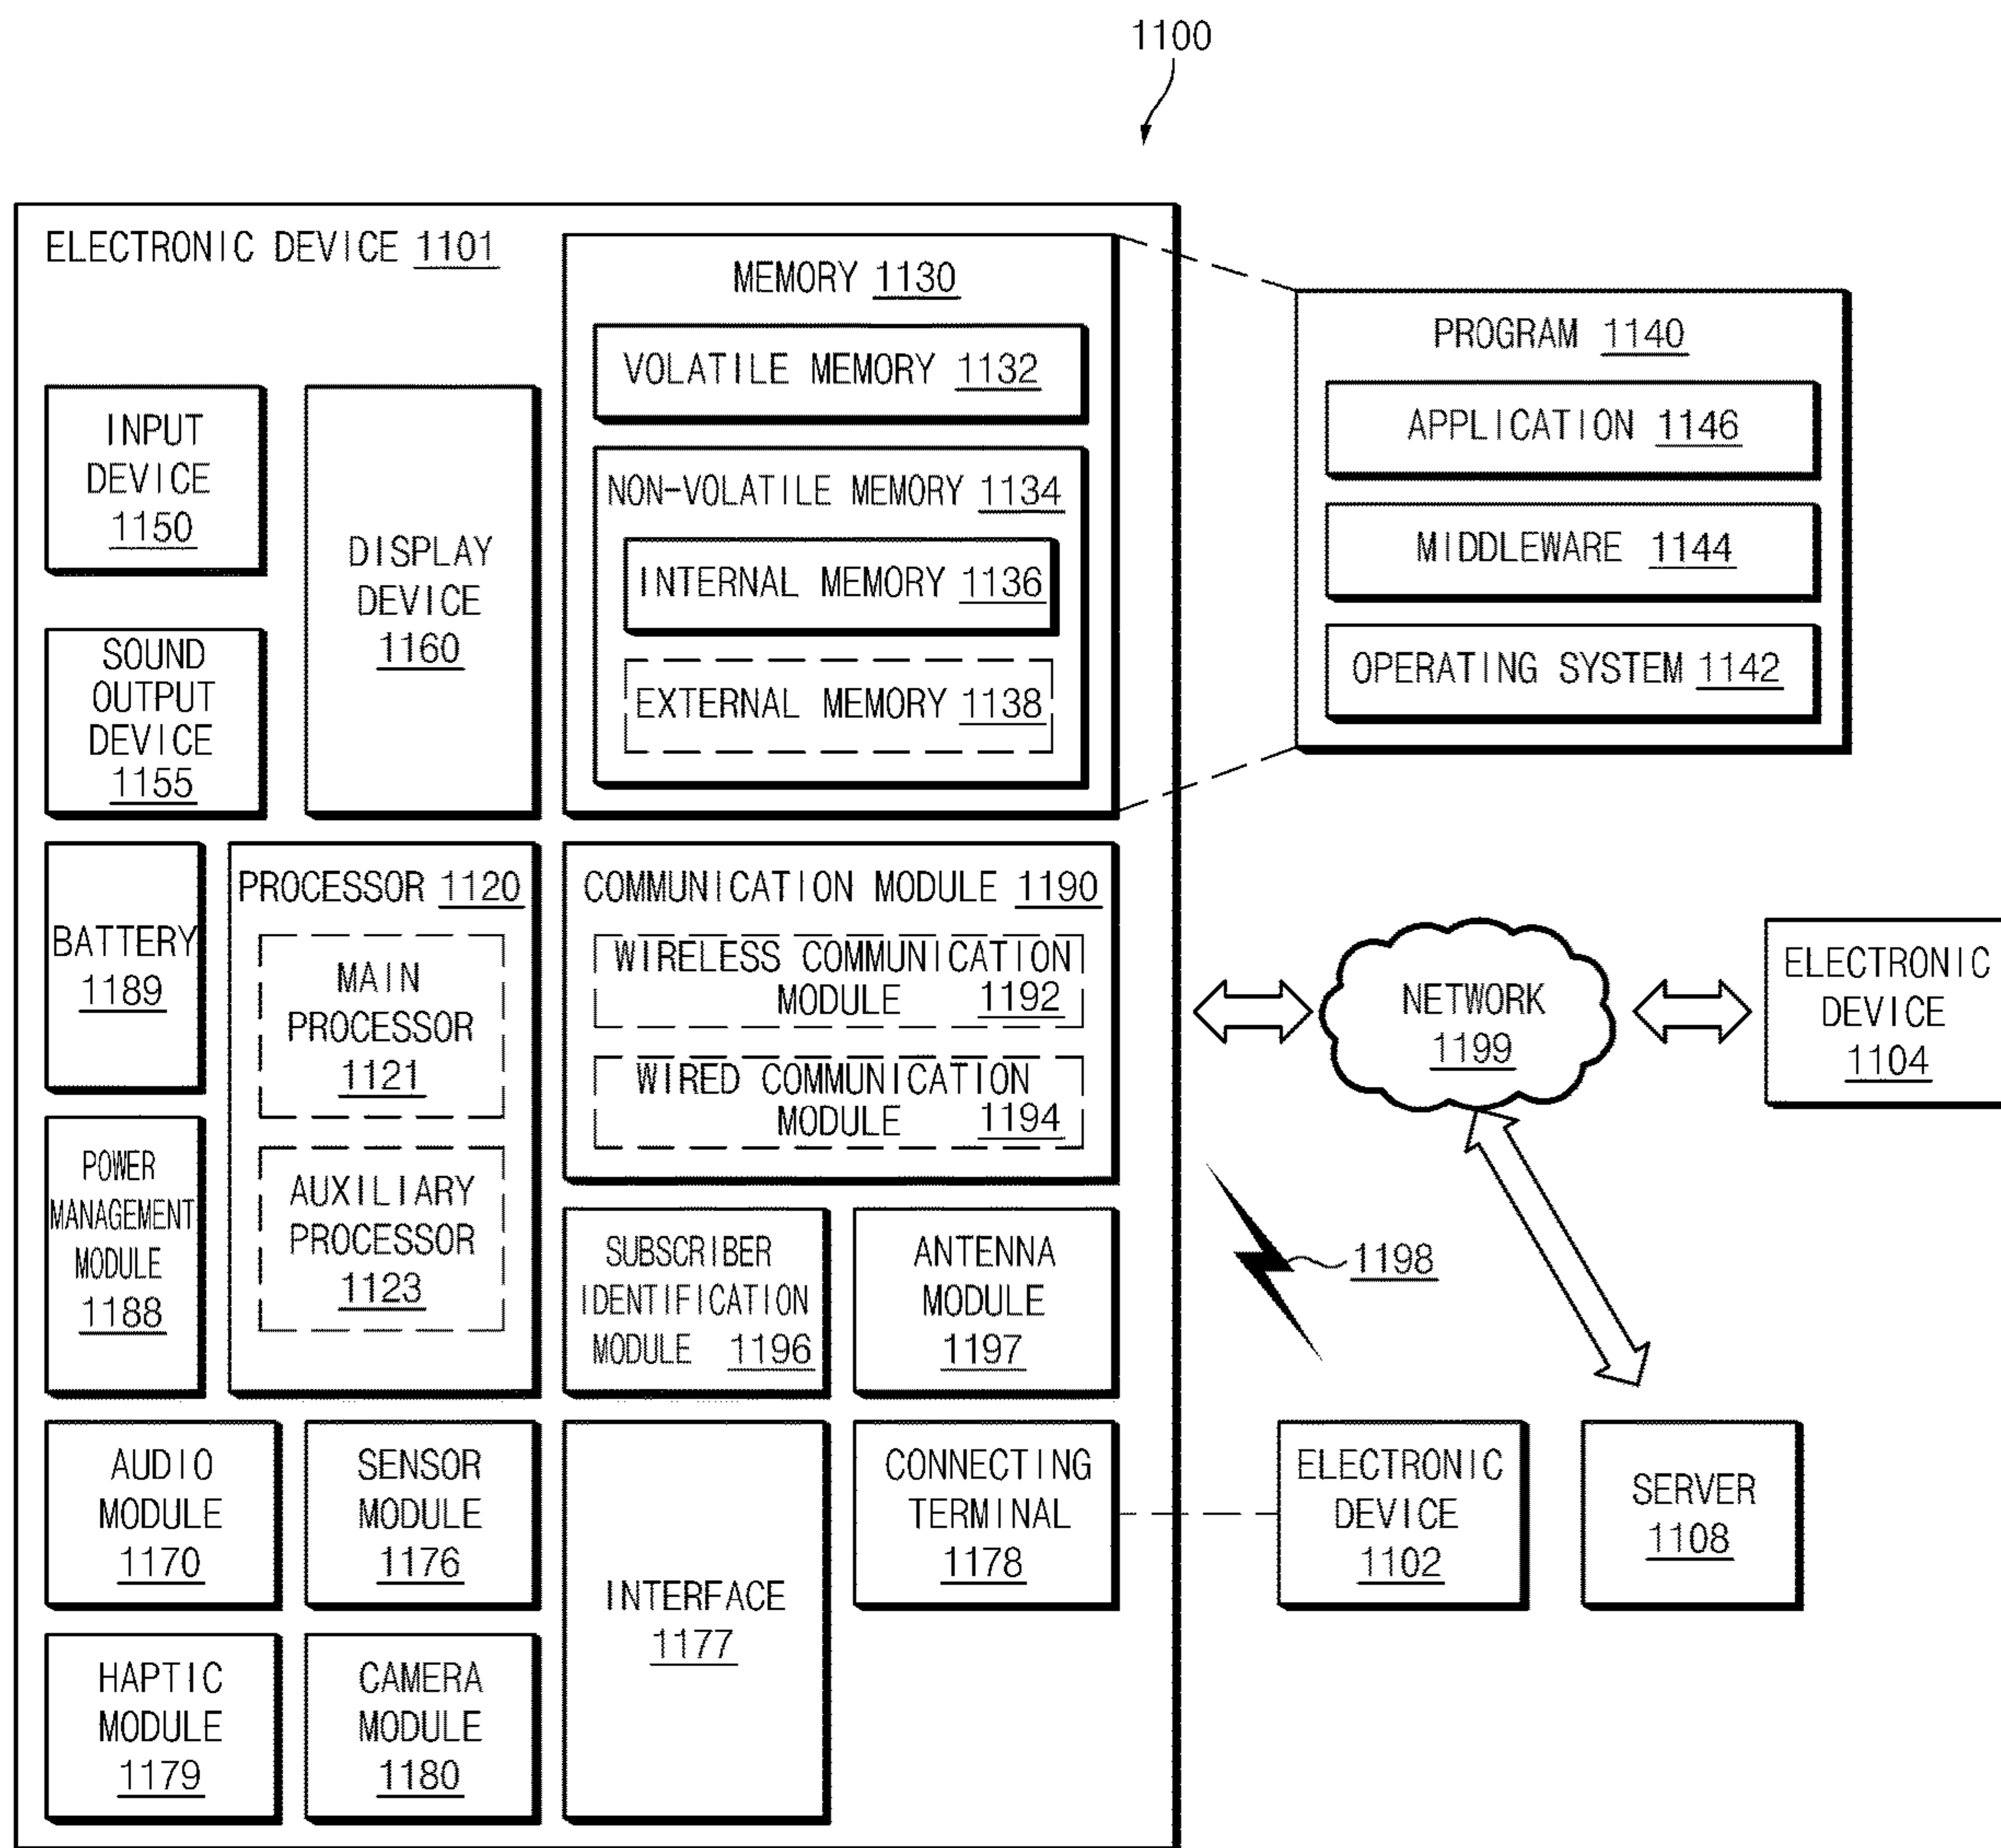 1100
ELECTRONIC DEVICE 1101
MEMORY 1130
VOLATILE MEMORY 1132
NON-VOLATILE MEMORY 1134
INTERNAL MEMORY 1136
EXTERNAL MEMORY 1138
PROGRAM 1140
APPLICATION 1146
MIDDLEWARE 1144
OPERATING SYSTEM 1142
INPUT
DEVICE
1150
DISPLAY
DEVICE
1160
SOUND
OUTPUT
DEVICE
1155
BATTERY
1189
PROCESSOR 1120
MAIN
PROCESSOR
1121
AUXILIARY
PROCESSOR
1123
POWER
MANAGEMENT
MODULE
1188
COMMUNICATION MODULE 1190
WIRELESS COMMUNICATION
MODULE 1192
WIRED COMMUNICATION
MODULE 1194
NETWORK
1199
ELECTRONIC
DEVICE
1104
SUBSCRIBER
IDENTIFICATION
MODULE 1196
ANTENNA
MODULE
1197
1198
AUDIO
MODULE
1170
SENSOR
MODULE
1176
INTERFACE
1177
CONNECTING
TERMINAL
1178
ELECTRONIC
DEVICE
1102
SERVER
1108
HAPTIC
MODULE
1179
CAMERA
MODULE
1180